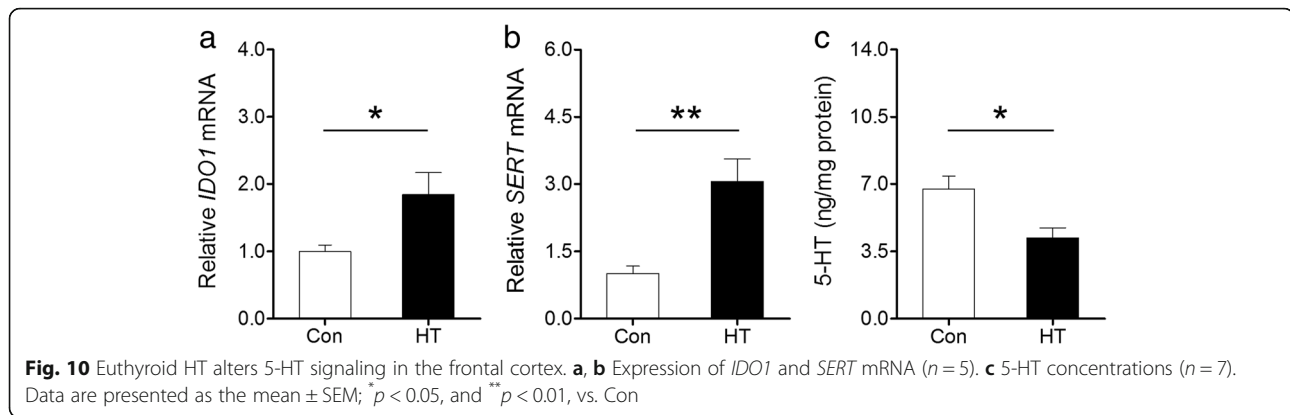 a
4.0
3.0
2.0
1.0
0.0
Relative IDO1 mRNA
*
Con
HT
b
6.0
4.5
3.0
1.5
0.0
Relative SERT mRNA
**
Con
HT
c
14.0
10.5
7.0
3.5
0.0
5-HT (ng/mg protein)
*
Con
HT
Fig. 10 Euthyroid HT alters 5-HT signaling in the frontal cortex. a, b Expression of IDO1 and SERT mRNA (n = 5). c 5-HT concentrations (n = 7).
Data are presented as the mean ± SEM; *p < 0.05, and **p < 0.01, vs. Con